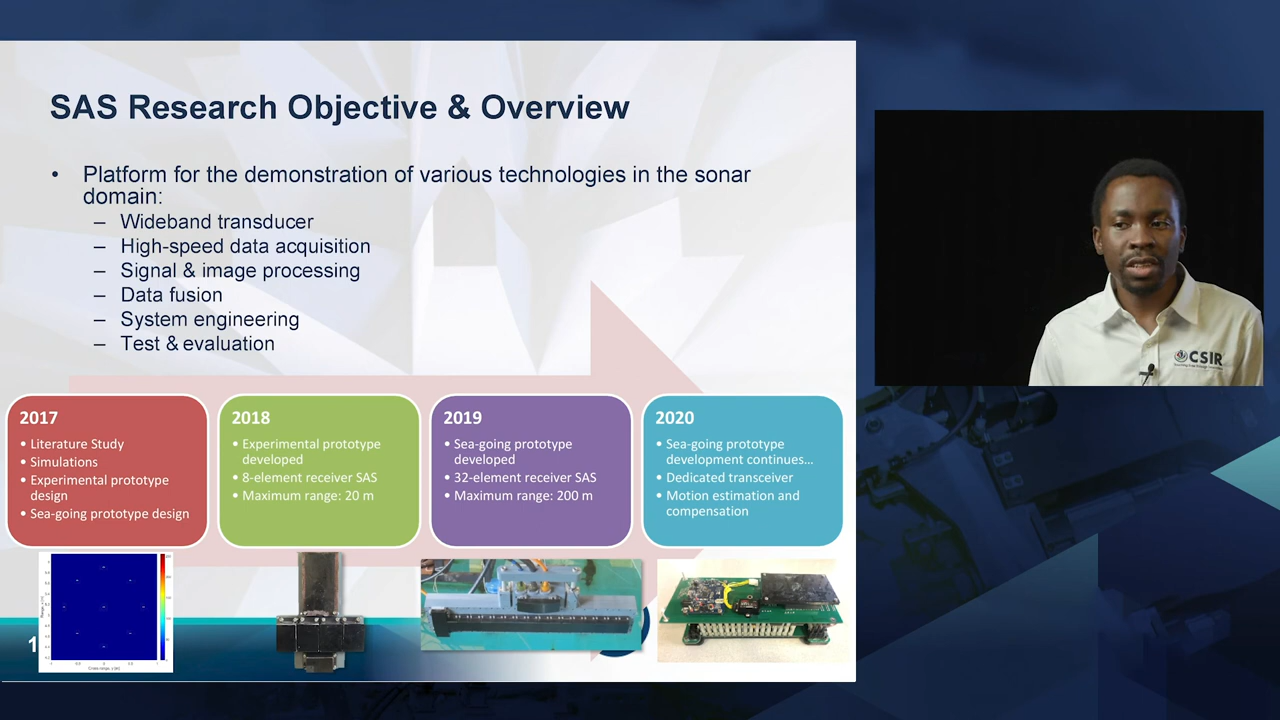 SAS Research Objective & Overview
• Platform for the demonstration of various technologies in the sonar
domain:
– Wideband transducer
– High-speed data acquisition
– Signal & image processing
– Data fusion
– System engineering
– Test & evaluation
2017
• Literature Study
• Simulations
• Experimental prototype
design
• Sea-going prototype design
2018
• Experimental prototype
developed
• 8-element receiver SAS
• Maximum range: 20 m
2019
• Sea-going prototype
developed
• 32-element receiver SAS
• Maximum range: 200 m
2020
• Sea-going prototype
development continues...
• Dedicated transceiver
• Motion estimation and
compensation
1
CSIR